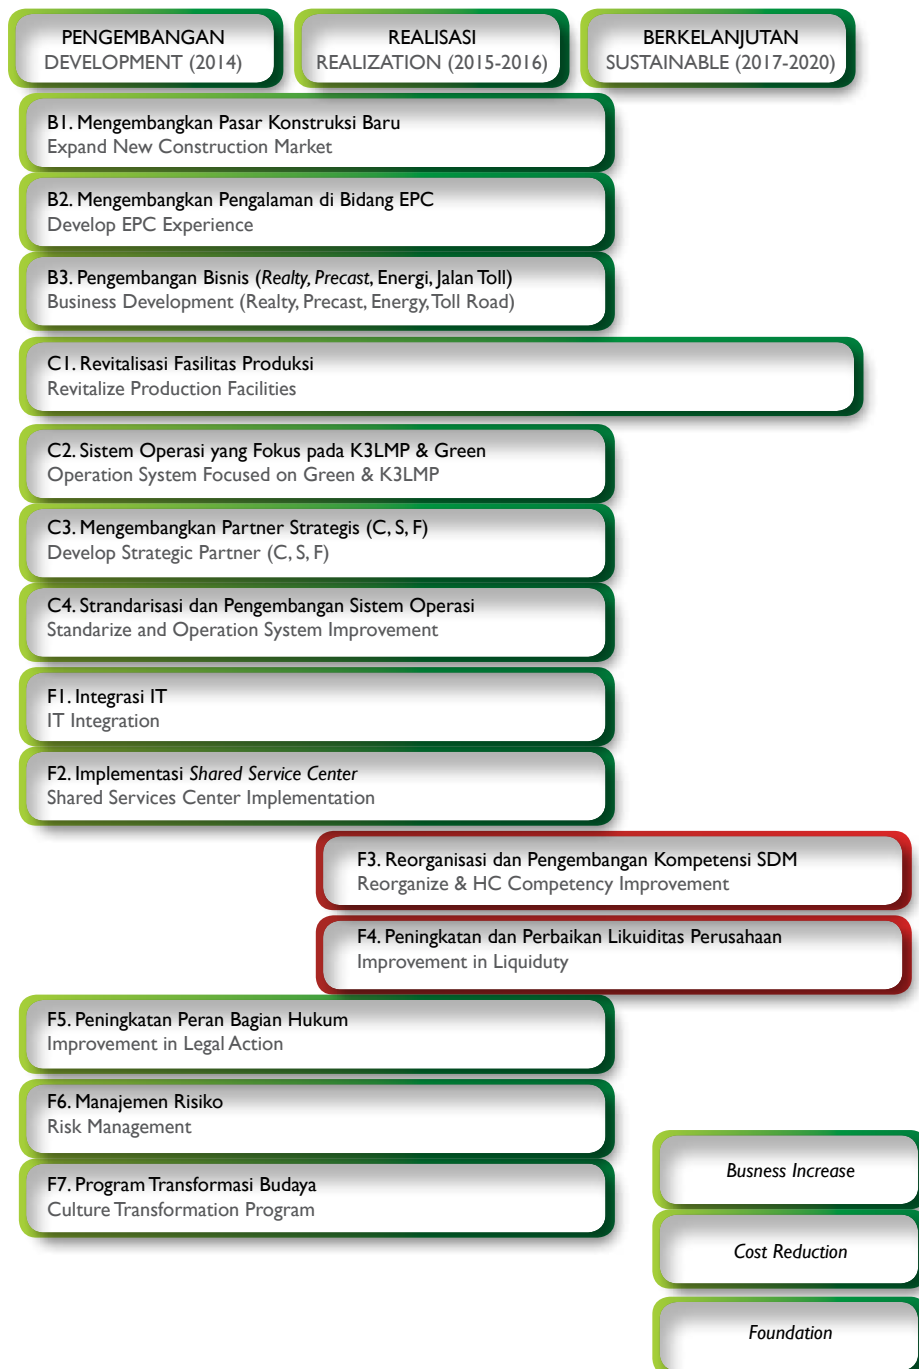 PENGEMBANGAN
DEVELOPMENT (2014)
REALISASI
REALIZATION (2015-2016)
BERKELANJUTAN
SUSTAINABLE (2017-2020)
B1. Mengembangkan Pasar Konstruksi Baru
Expand New Construction Market
B2. Mengembangkan Pengalaman di Bidang EPC
Develop EPC Experience
B3. Pengembangan Bisnis (Realty, Precast, Energi, Jalan Toll)
Business Development (Realty, Precast, Energy, Toll Road)
C1. Revitalisasi Fasilitas Produksi
Revitalize Production Facilities
C2. Sistem Operasi yang Fokus pada K3LMP & Green
Operation System Focused on Green & K3LMP
C3. Mengembangkan Partner Strategis (C, S, F)
Develop Strategic Partner (C, S, F)
C4. Strandarisasi dan Pengembangan Sistem Operasi
Standarize and Operation System Improvement
F1. Integrasi IT
IT Integration
F2. Implementasi Shared Service Center
Shared Services Center Implementation
F3. Reorganisasi dan Pengembangan Kompetensi SDM
Reorganize & HC Competency Improvement
F4. Peningkatan dan Perbaikan Likuiditas Perusahaan
Improvement in Liquiduty
F5. Peningkatan Peran Bagian Hukum
Improvement in Legal Action
F6. Manajemen Risiko
Risk Management
F7. Program Transformasi Budaya
Culture Transformation Program
Busness Increase
Cost Reduction
Foundation